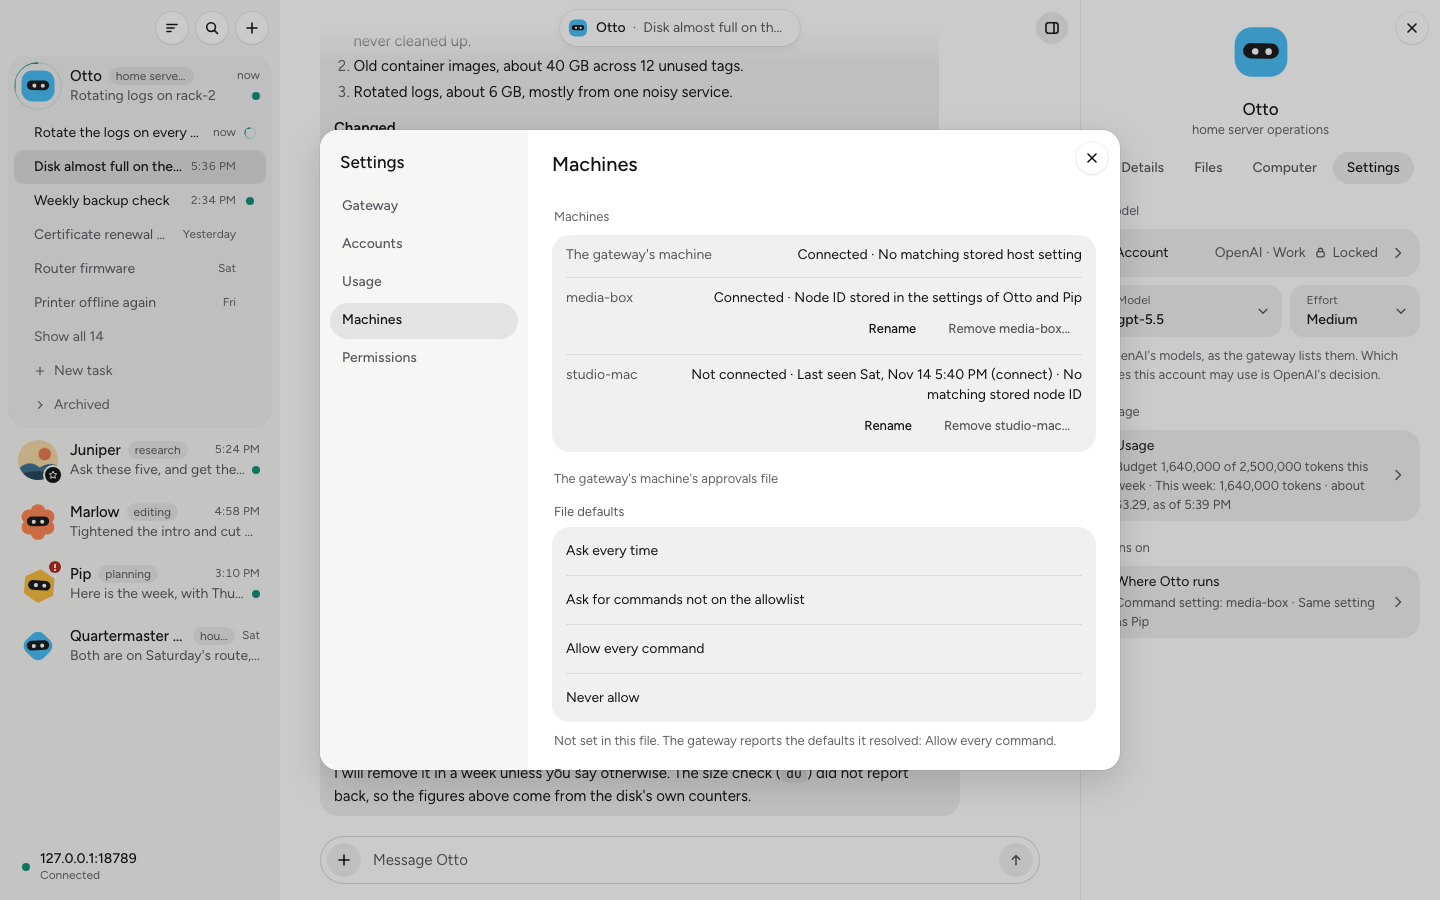 Otto
home serve...
now
Rotating logs on rack-2
Rotate the logs on every ...
now
Disk almost full on the...
5:36 PM
Weekly backup check
2:34 PM
Certificate renewal ...
Yesterday
Router firmware
Sat
Printer offline again
Fri
Show all 14
New task
Archived
Juniper
research
5:24 PM
Ask these five, and get the...
Marlow
editing
4:58 PM
Tightened the intro and cut ...
Pip
planning
3:10 PM
Here is the week, with Thu...
Quartermaster ...
hou...
Sat
Both are on Saturday's route,...
127.0.0.1:18789
Connected
Otto · Disk almost full on th...
never cleaned up.
2. Old container images, about 40 GB across 12 unused tags.
3. Rotated logs, about 6 GB, mostly from one noisy service.
Changed
Settings
Gateway
Accounts
Usage
Machines
Permissions
Machines
Machines
The gateway's machine
Connected · No matching stored host setting
media-box
Connected · Node ID stored in the settings of Otto and Pip
Rename
Remove media-box...
studio-mac
Not connected · Last seen Sat, Nov 14 5:40 PM (connect) · No
matching stored node ID
Rename
Remove studio-mac...
The gateway's machine's approvals file
File defaults
Ask every time
Ask for commands not on the allowlist
Allow every command
Never allow
Not set in this file. The gateway reports the defaults it resolved: Allow every command.
I will remove it in a week unless you say otherwise. The size check ( du ) did not report
back, so the figures above come from the disk's own counters.
Message Otto
Otto
home server operations
Details
Files
Computer
Settings
Account
OpenAI · Work
Locked
Model
gpt-5.5
Effort
Medium
OpenAI's models, as the gateway lists them. Which
this account may use is OpenAI's decision.
Usage
Budget 1,640,000 of 2,500,000 tokens this
week · This week: 1,640,000 tokens · about
$3.29, as of 5:39 PM
on
Where Otto runs
Command setting: media-box · Same setting
as Pip